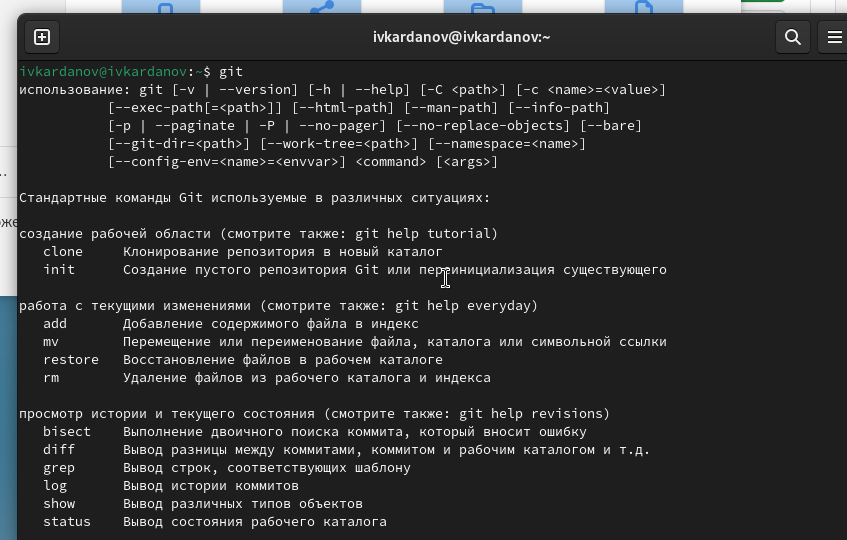 ivkardanov@ivkardanov:~
ivkardanov@ivkardanov:~$ git
использование: git [-v | --version] [-h | --help] [-C <path>] [-c <name>=<value>]
[--exec-path[=<path>]] [--html-path] [--man-path] [--info-path]
[-p | --paginate | -P | --no-pager] [--no-replace-objects] [--bare]
[--git-dir=<path>] [--work-tree=<path>] [--namespace=<name>]
[--config-env=<name>=<envvar>] <command> [<args>]
Стандартные команды Git используемые в различных ситуациях:
создание рабочей области (смотрите также: git help tutorial)
clone Клонирование репозитория в новый каталог
init Создание пустого репозитория Git или переинициализация существующего
работа с текущими изменениями (смотрите также: git help everyday)
add Добавление содержимого файла в индекс
mv Перемещение или переименование файла, каталога или символьной ссылки
restore Восстановление файлов в рабочем каталоге
rm Удаление файлов из рабочего каталога и индекса
просмотр истории и текущего состояния (смотрите также: git help revisions)
bisect Выполнение двоичного поиска коммита, который вносит ошибку
diff Вывод разницы между коммитами, коммитом и рабочим каталогом и т.д.
grep Вывод строк, соответствующих шаблону
log Вывод истории коммитов
show Вывод различных типов объектов
status Вывод состояния рабочего каталога